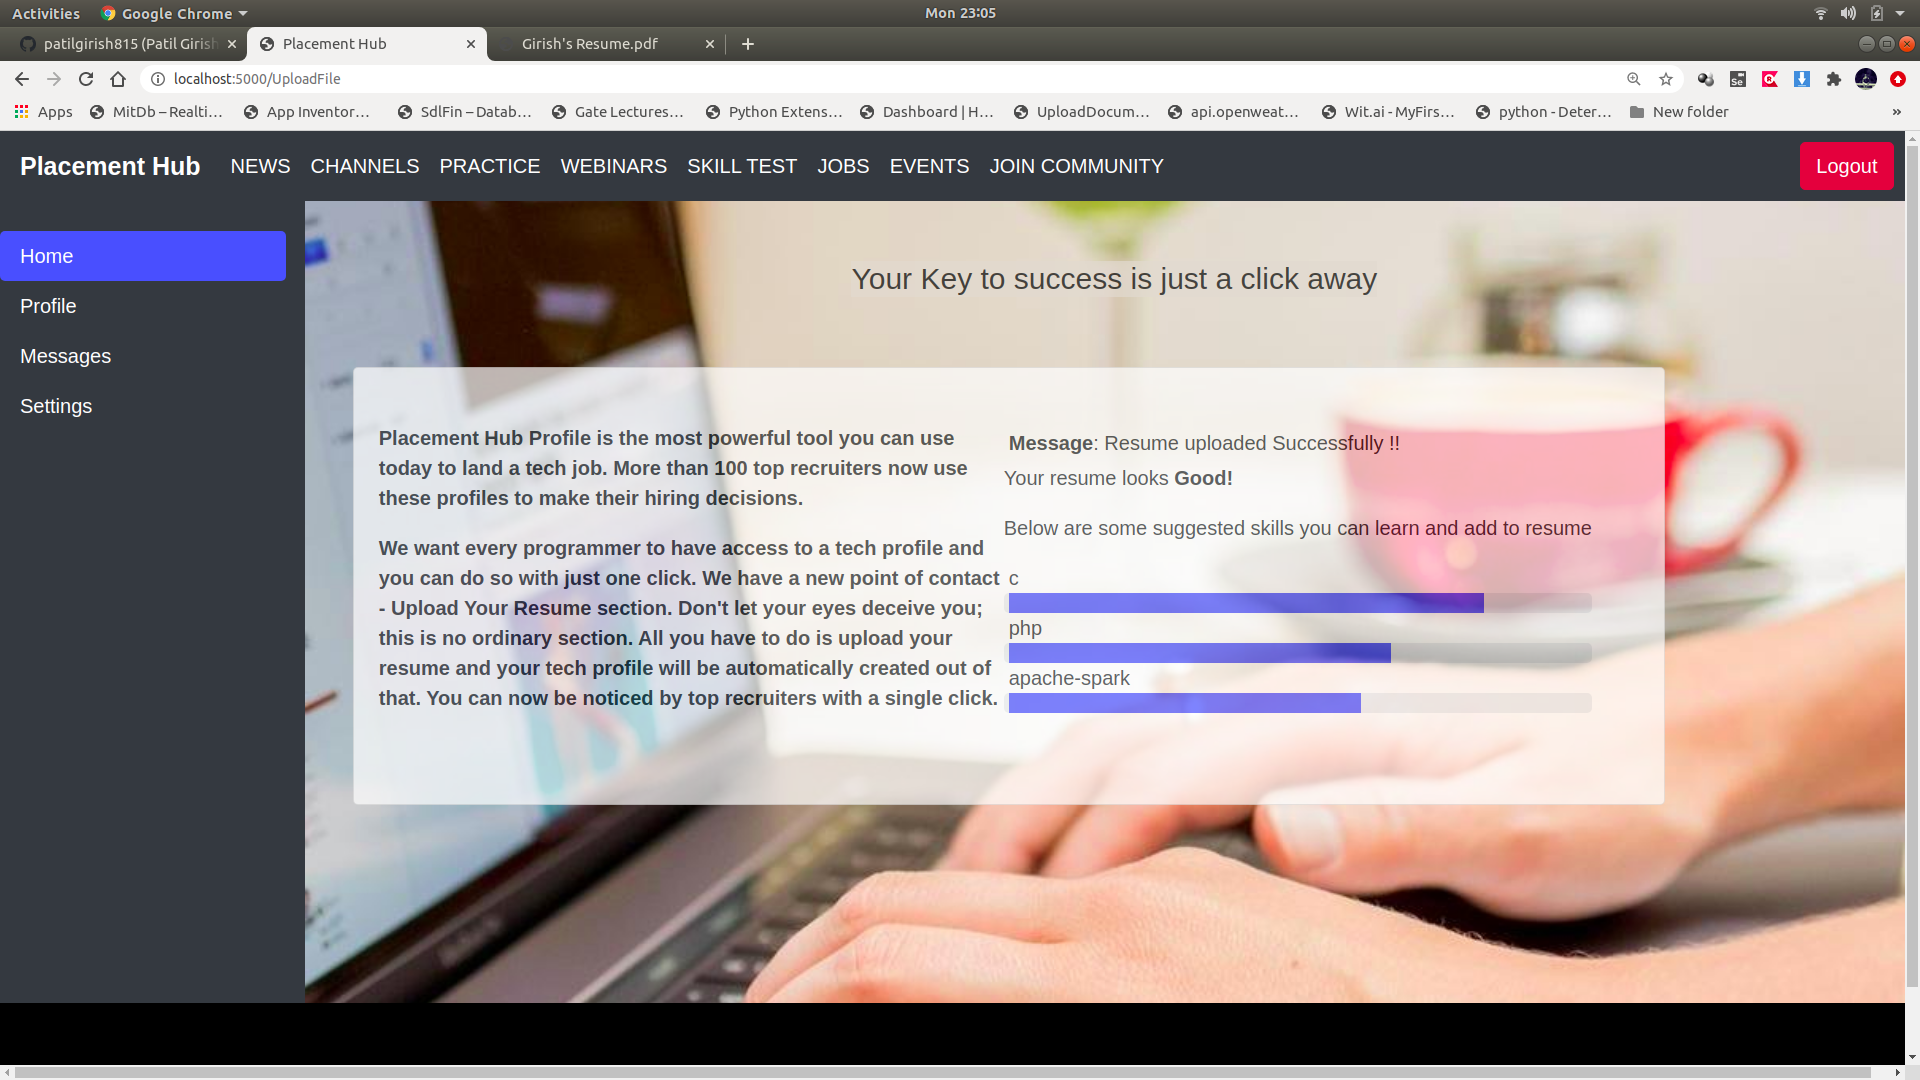 Activities Google Chrome Mon 23:05
patilgirish815 (Patil Girish Placement Hub Girish's Resume.pdf
localhost:5000/UploadFile
Apps MitDb – Realti... App Inventor... SdlFin – Datab... Gate Lectures... Python Extens... Dashboard | H... UploadDocum... api.openweat... Wit.ai - MyFirs... python - Deter... New folder »
Placement Hub NEWS CHANNELS PRACTICE WEBINARS SKILL TEST JOBS EVENTS JOIN COMMUNITY Logout
Home
Profile
Messages
Settings
Your Key to success is just a click away
Placement Hub Profile is the most powerful tool you can use
today to land a tech job. More than 100 top recruiters now use
these profiles to make their hiring decisions.
We want every programmer to have access to a tech profile and
you can do so with just one click. We have a new point of contact
- Upload Your Resume section. Don't let your eyes deceive you;
this is no ordinary section. All you have to do is upload your
resume and your tech profile will be automatically created out of
that. You can now be noticed by top recruiters with a single click.
Message: Resume uploaded Successfully !!
Your resume looks Good!
Below are some suggested skills you can learn and add to resume
c
php
apache-spark